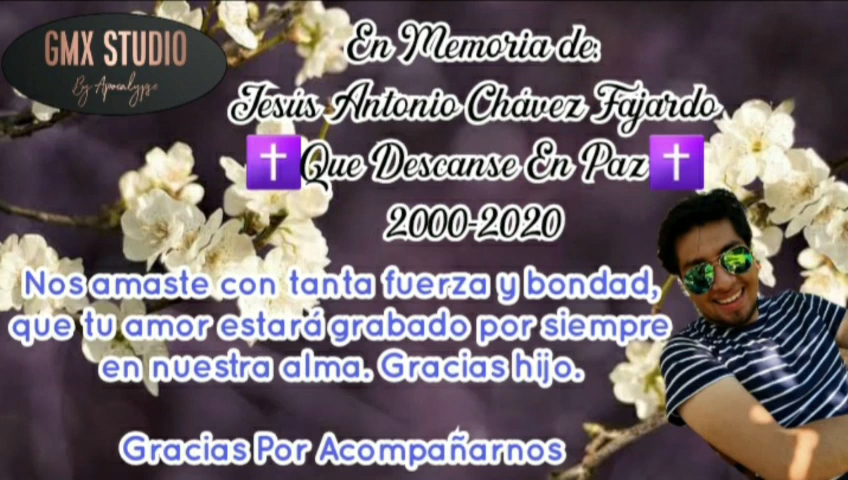 GMX STUDIO
By: Apocalypse
En Memoria de:
Jesús Antonio Chávez Fajardo
✝Que Descanse En Paz✝
2000-2020
Nos amaste con tanta fuerza y bondad,
que tu amor estará grabado por siempre
en nuestra alma. Gracias hijo.
Gracias Por Acompañarnos